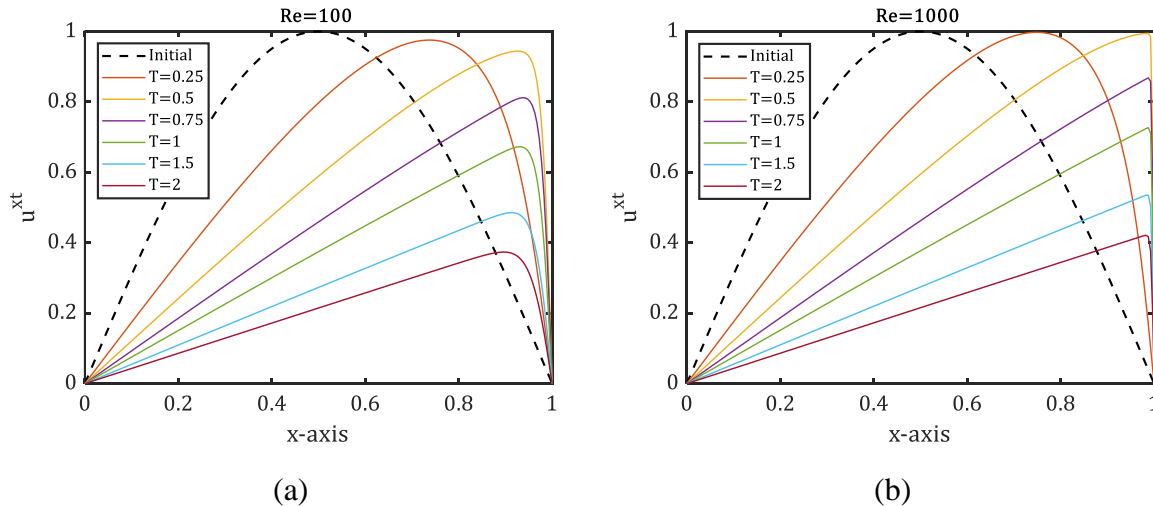 Re=100
1
0.8
0.6
0.4
0.2
0
u^xt
Initial
T=0.25
T=0.5
T=0.75
T=1
T=1.5
T=2
0 0.2 0.4 0.6 0.8 1
x-axis
(a)
Re=1000
1
0.8
0.6
0.4
0.2
0
u^xt
Initial
T=0.25
T=0.5
T=0.75
T=1
T=1.5
T=2
0 0.2 0.4 0.6 0.8 1
x-axis
(b)